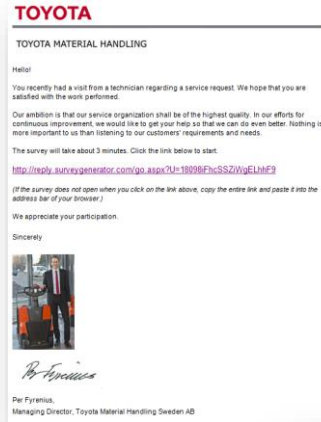 TOYOTA
TOYOTA MATERIAL HANDLING
Hello!
You recently had a visit from a technician regarding a service request. We hope that you are
satisfied with the work performed.
Our ambition is that our service organization shall be of the highest quality. In our efforts for
continuous improvement, we would like to get your help so that we can do even better. Nothing is
more important to us than listening to our customers' requirements and needs.
The survey will take about 3 minutes. Click the link below to start.
http://reply.surveygenerator.com/go.aspx?U=18098iFhcSSZiWgELhhF9
(If the survey does not open when you click on the link above, copy the entire link and paste it into the
address bar of your browser.)
We appreciate your participation.
Sincerely
Per Fyrenius
Per Fyrenius,
Managing Director, Toyota Material Handling Sweden AB